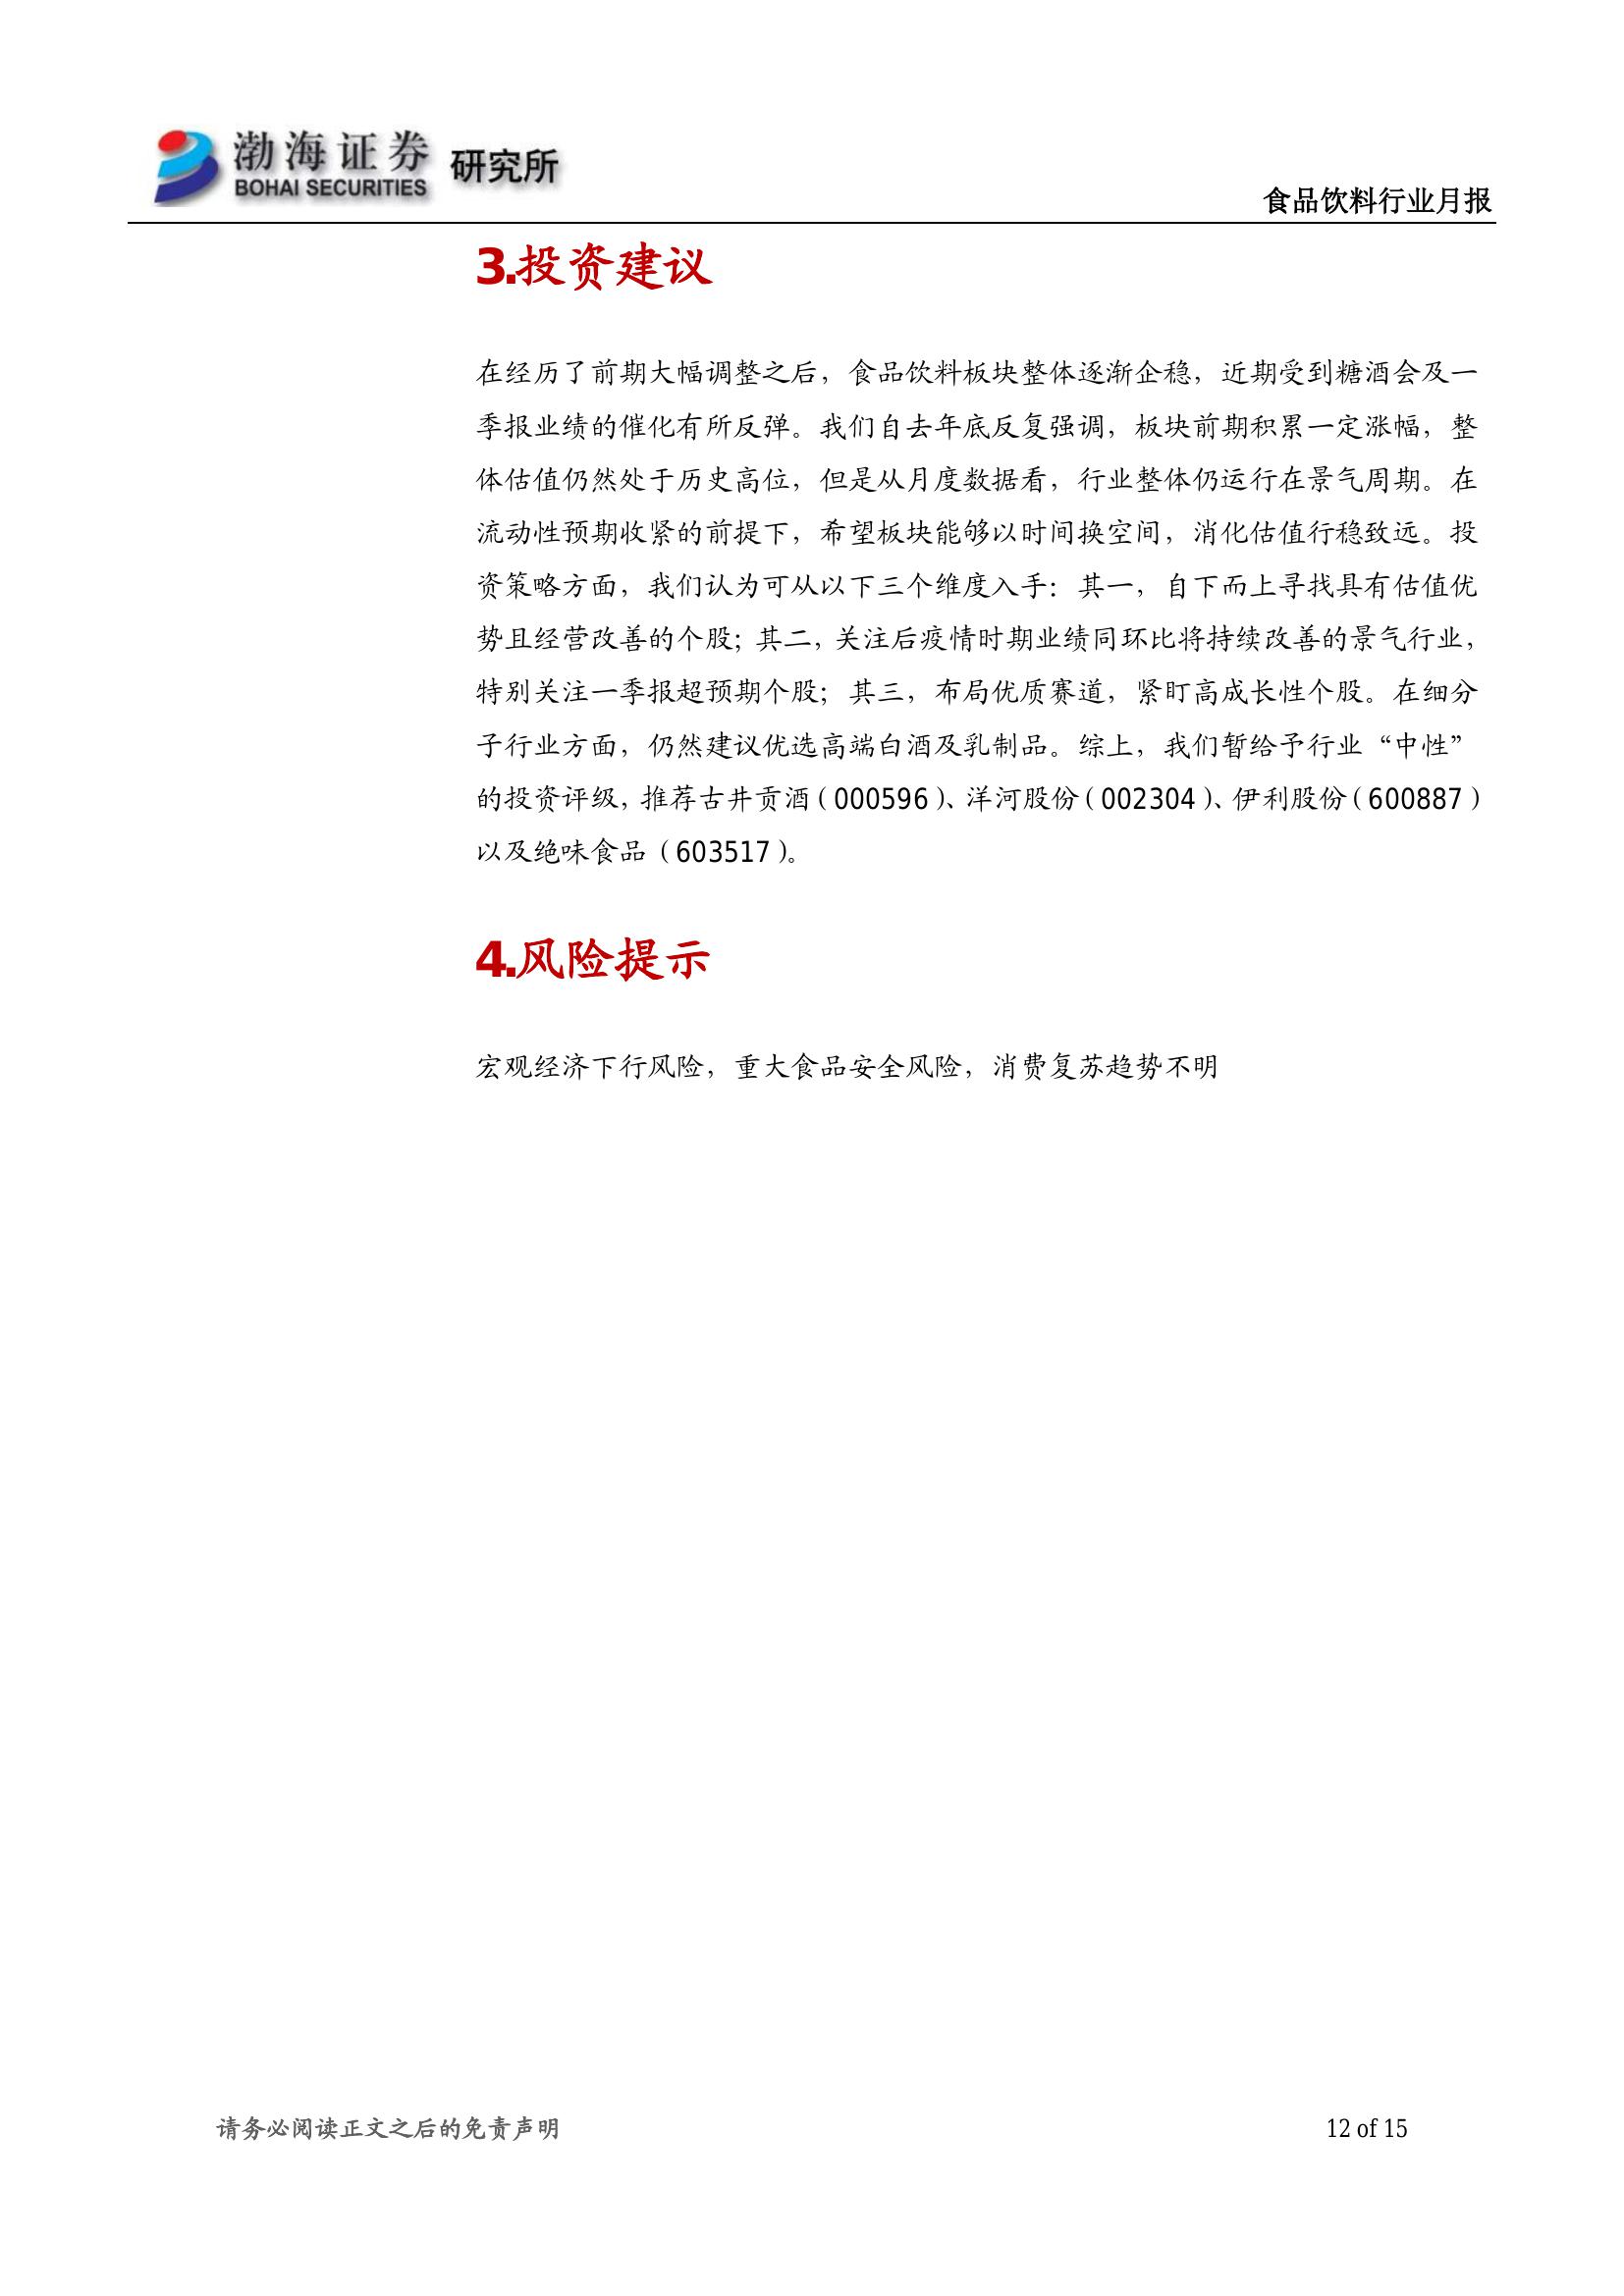 渤海证券 研究所
BOHAI SECURITIES
食品饮料行业月报
3.投资建议
在经历了前期大幅调整之后，食品饮料板块整体逐渐企稳，近期受到糖酒会及一
季报业绩的催化有所反弹。我们自去年底反复强调，板块前期积累一定涨幅，整
体估值仍然处于历史高位，但是从月度数据看，行业整体仍运行在景气周期。在
流动性预期收紧的前提下，希望板块能够以时间换空间，消化估值行稳致远。投
资策略方面，我们认为可从以下三个维度入手：其一，自下而上寻找具有估值优
势且经营改善的个股；其二，关注后疫情时期业绩同环比将持续改善的景气行业，
特别关注一季报超预期个股；其三，布局优质赛道，紧盯高成长性个股。在细分
子行业方面，仍然建议优选高端白酒及乳制品。综上，我们暂给予行业“中性”
的投资评级，推荐古井贡酒（000596）、洋河股份（002304）、伊利股份（600887）
以及绝味食品（603517）。
4.风险提示
宏观经济下行风险，重大食品安全风险，消费复苏趋势不明
请务必阅读正文之后的免责声明
12 of 15